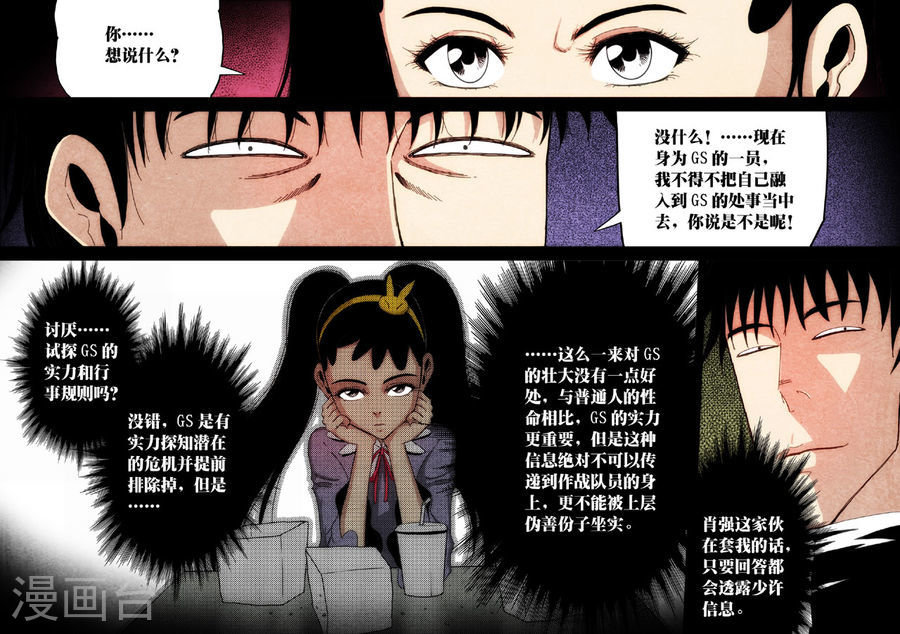 你……
想说什么？
没什么！……现在
身为GS的一员，
我不得不把自己融
入到GS的处事当中
去，你说是不是呢！
讨厌……
试探GS的
实力和行
事规则吗？
没错，GS是有
实力探知潜在
的危机并提前
排除掉，但是
……
……这么一来对GS
的壮大没有一点好
处，与普通人的性
命相比，GS的实力
更重要，但是这种
信息绝对不可以传
递到作战队员的身
上，更不能被上层
伪善份子坐实。
肖强这家伙
在套我的话，
只要回答都
会透露少许
信息。
漫画台